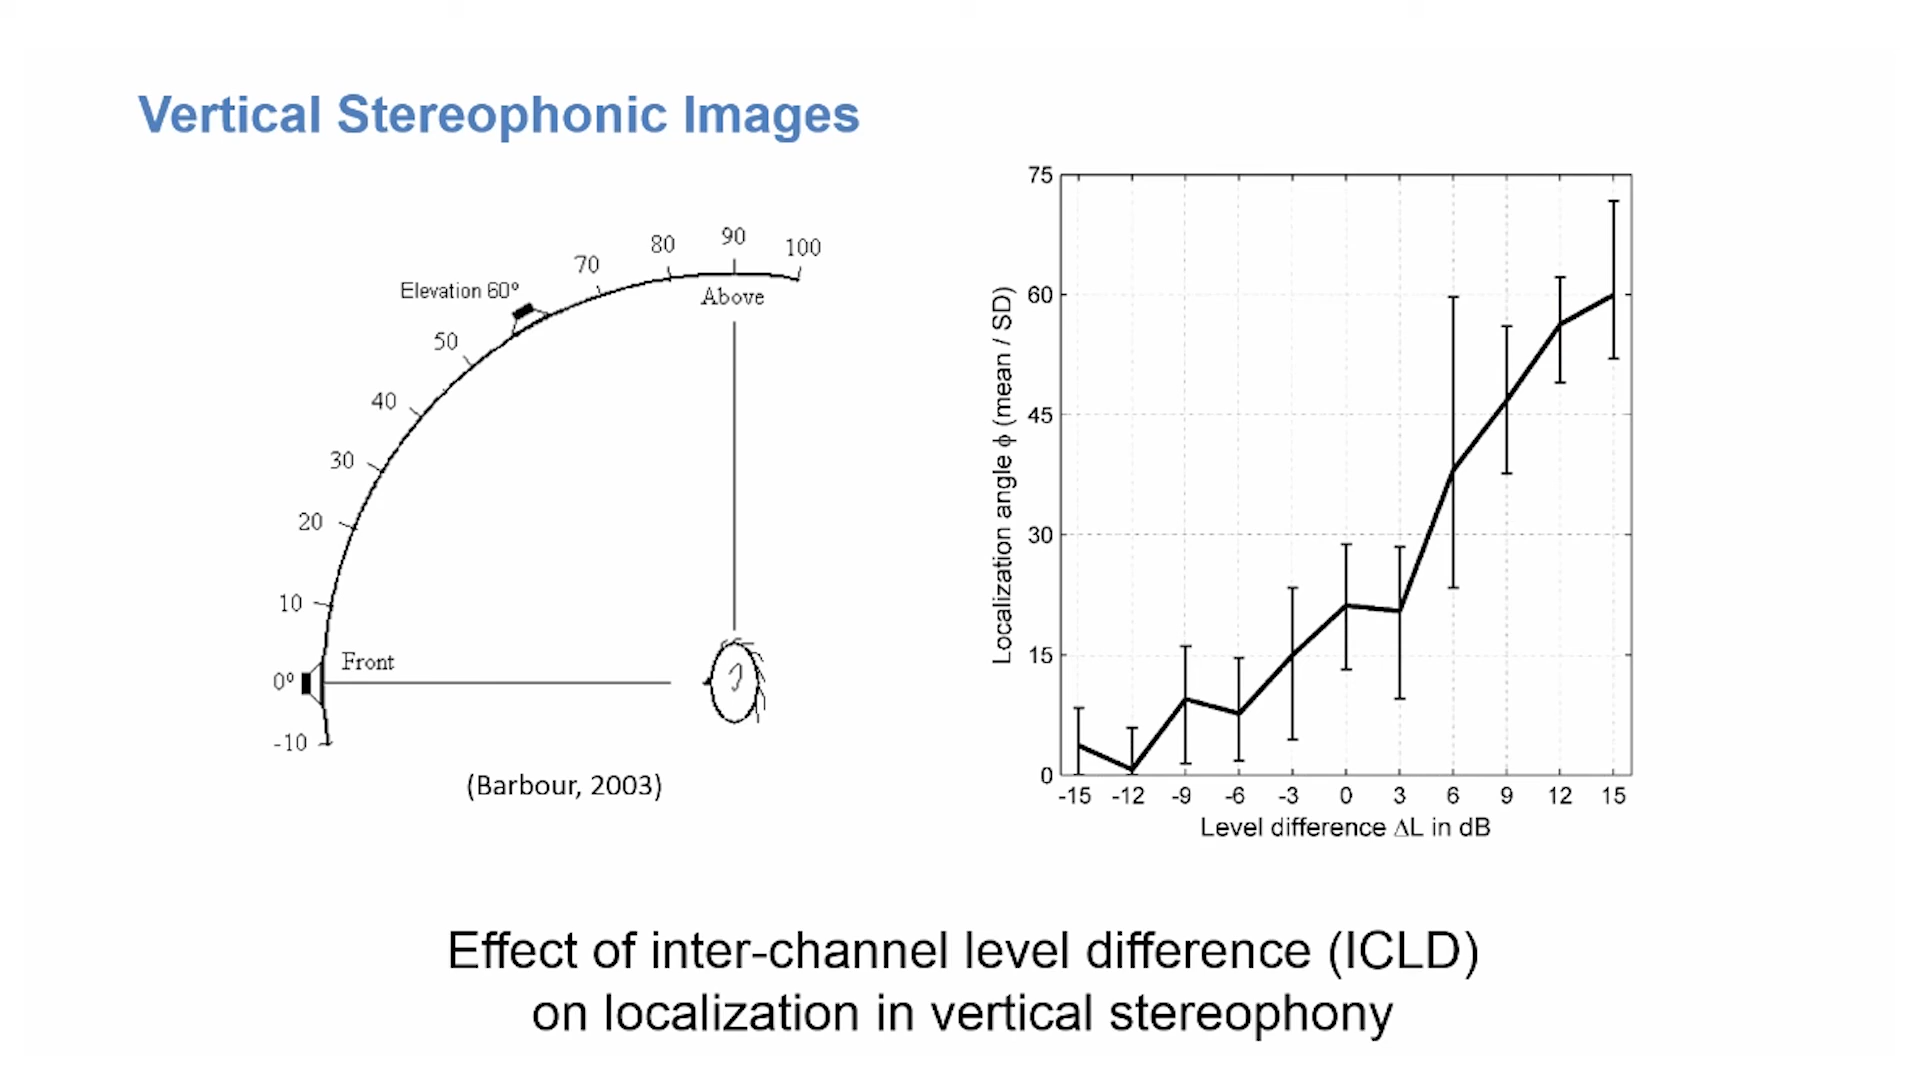 Vertical Stereophonic Images
80
90
100
70
Elevation 60°
Above
50
40
30
20
10
Front
0°
-10
(Barbour, 2003)
75
60
45
30
15
0
Localization angle ϕ (mean / SD)
-15 -12 -9 -6 -3 0 3 6 9 12 15
Level difference ΔL in dB
Effect of inter-channel level difference (ICLD)
on localization in vertical stereophony